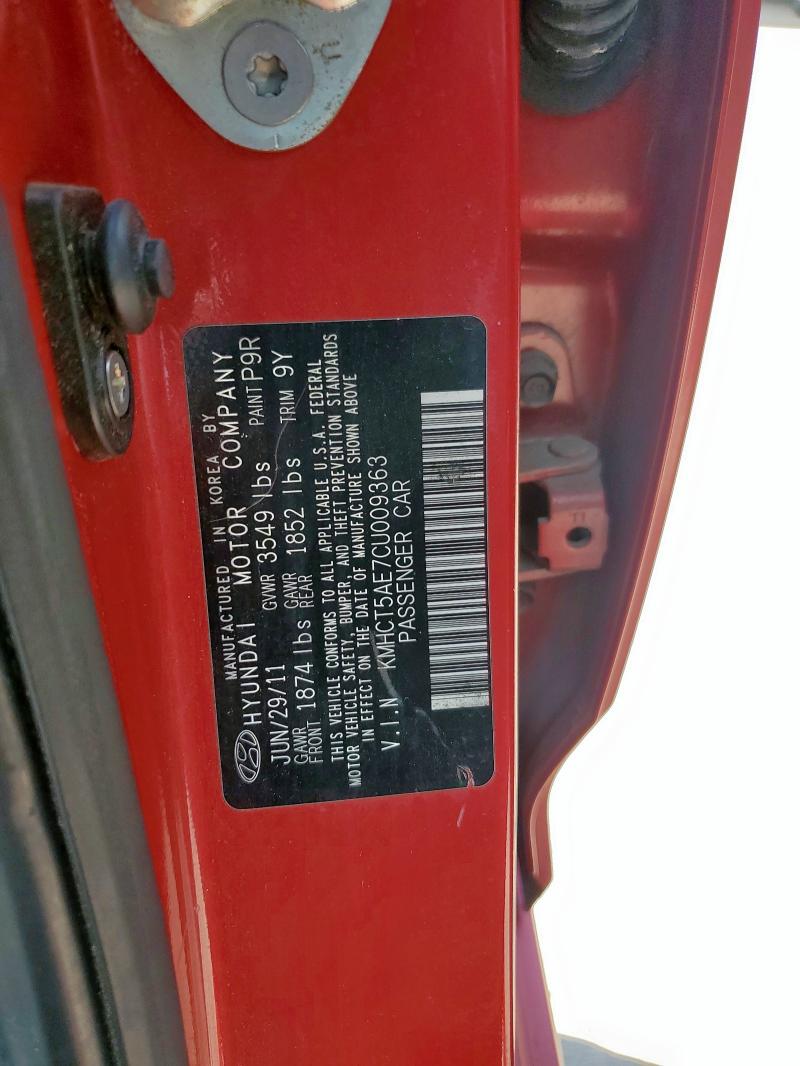 MANUFACTURED IN KOREA BY
HYUNDAI MOTOR COMPANY
JUN/29/11 GVWR 3549 lbs PAINT P9R
GAWR FRONT 1874 lbs GAWR REAR 1852 lbs TRIM 9Y
THIS VEHICLE CONFORMS TO ALL APPLICABLE U.S.A. FEDERAL
MOTOR VEHICLE SAFETY, BUMPER, AND THEFT PREVENTION STANDARDS
IN EFFECT ON THE DATE OF MANUFACTURE SHOWN ABOVE
V.I.N KMHCT5AE7CU009363
PASSENGER CAR